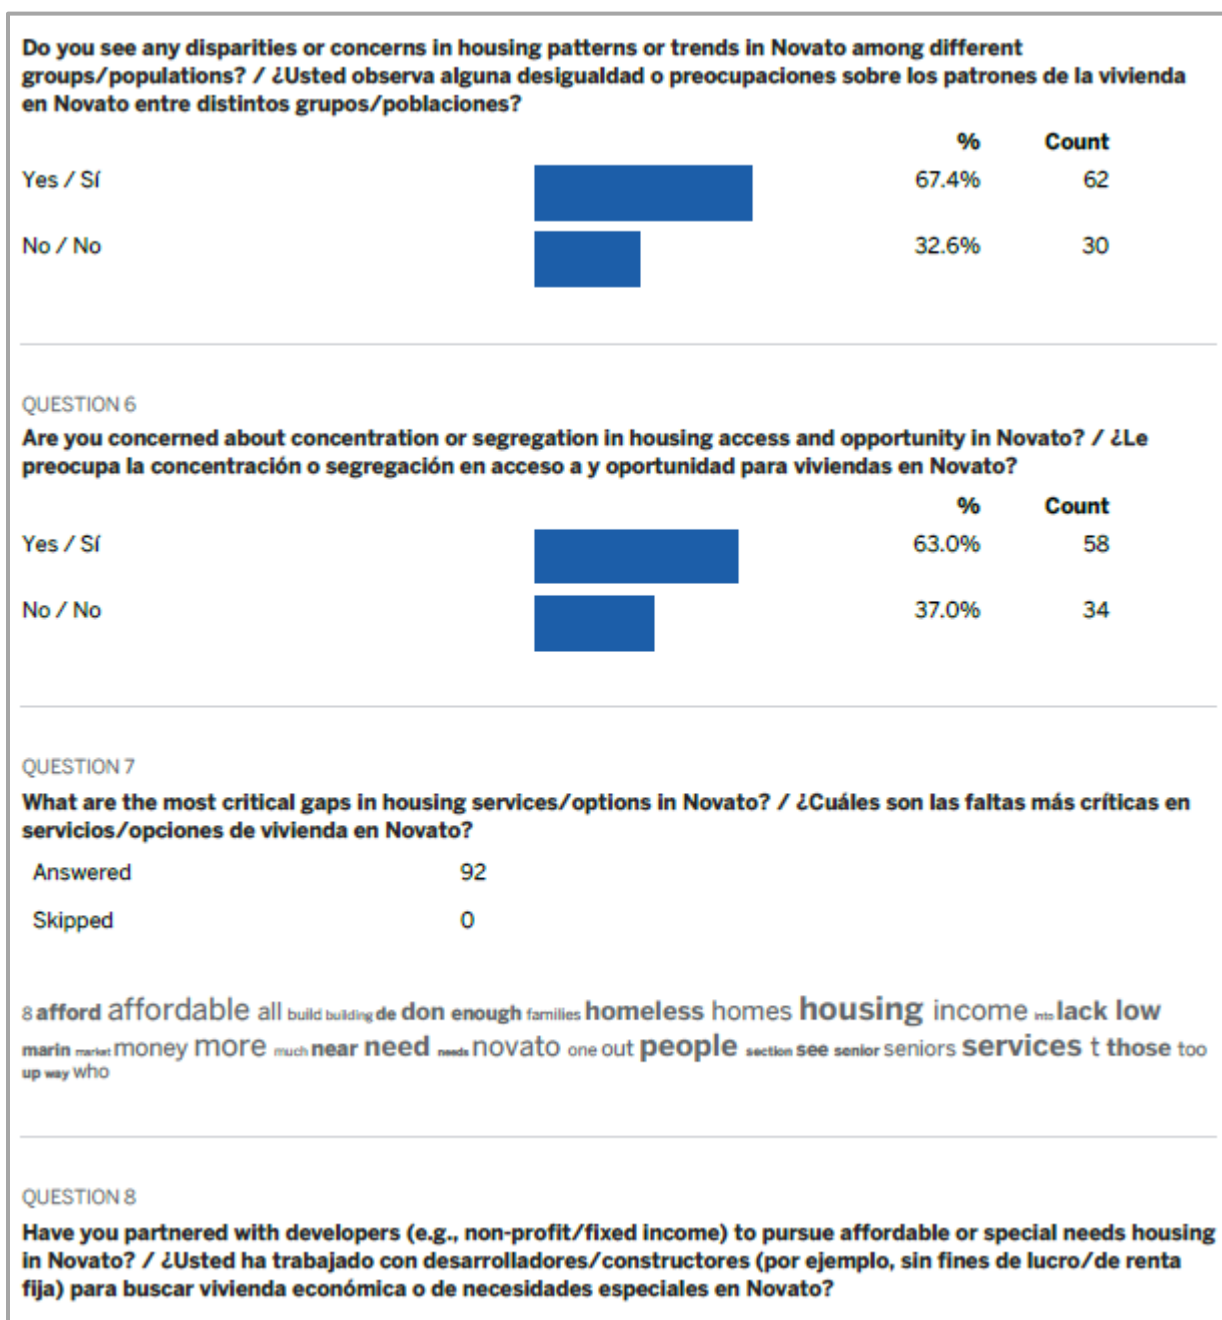 Do you see any disparities or concerns in housing patterns or trends in Novato among different
groups/populations? / ¿Usted observa alguna desigualdad o preocupaciones sobre los patrones de la vivienda
en Novato entre distintos grupos/poblaciones?
% Count
Yes / Sí 67.4% 62
No / No 32.6% 30
QUESTION 6
Are you concerned about concentration or segregation in housing access and opportunity in Novato? / ¿Le
preocupa la concentración o segregación en acceso a y oportunidad para viviendas en Novato?
% Count
Yes / Sí 63.0% 58
No / No 37.0% 34
QUESTION 7
What are the most critical gaps in housing services/options in Novato? / ¿Cuáles son las faltas más críticas en
servicios/opciones de vivienda en Novato?
Answered 92
Skipped 0
8 afford affordable all build building de don enough families homeless homes housing income into lack low
marin market money more much near need needs novato one out people section see senior seniors services t those too
up way who
QUESTION 8
Have you partnered with developers (e.g., non-profit/fixed income) to pursue affordable or special needs housing
in Novato? / ¿Usted ha trabajado con desarrolladores/constructores (por ejemplo, sin fines de lucro/de renta
fija) para buscar vivienda económica o de necesidades especiales en Novato?